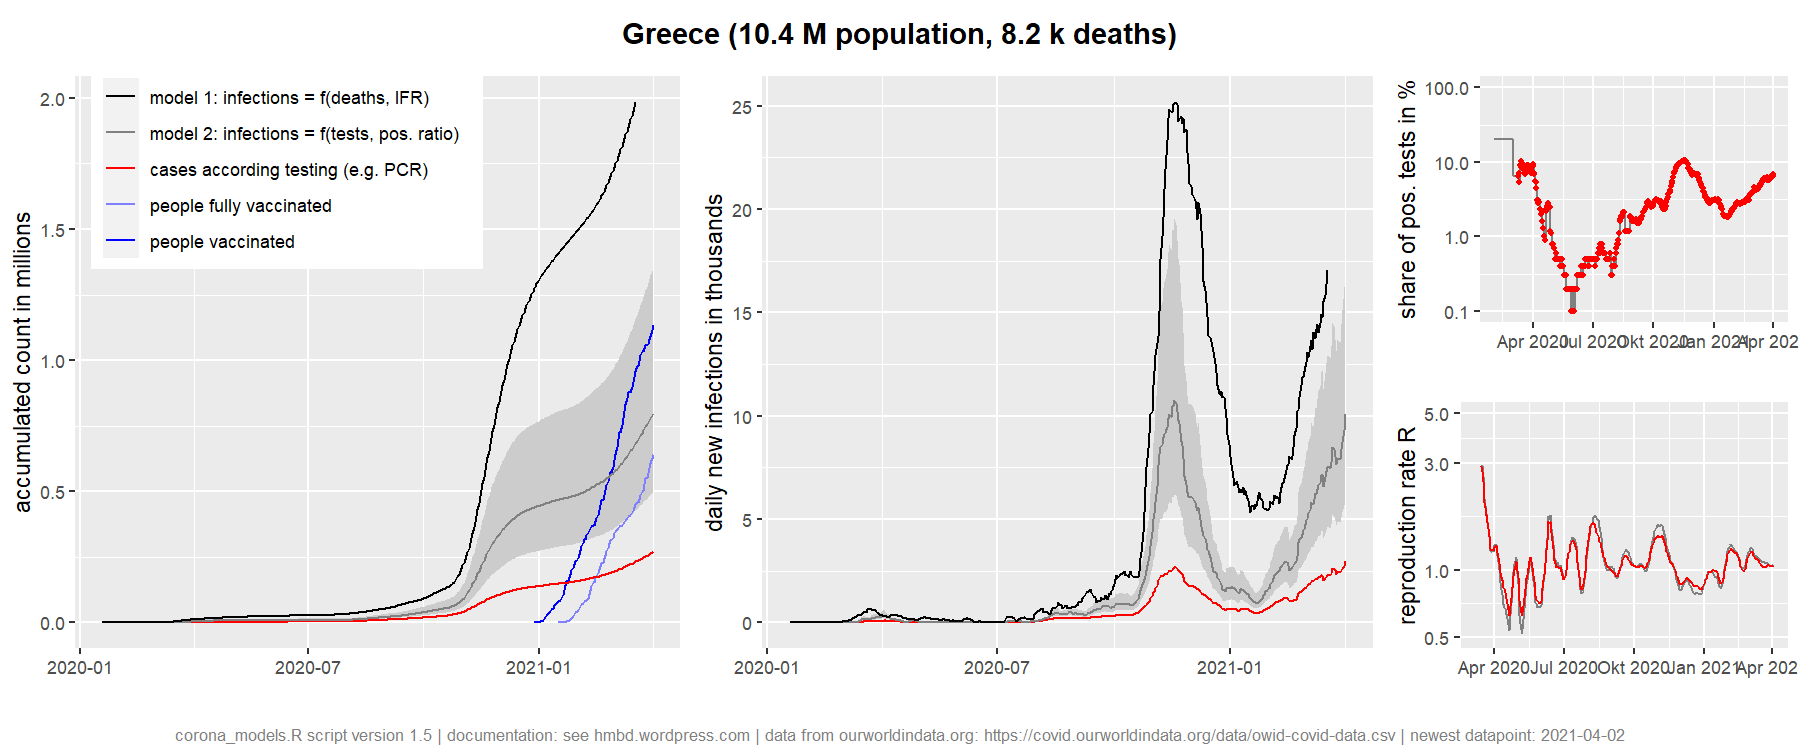 Greece (10.4 M population, 8.2 k deaths)
accumulated count in millions
2.0
1.5
1.0
0.5
0.0
model 1: infections = f(deaths, IFR)
model 2: infections = f(tests, pos. ratio)
cases according testing (e.g. PCR)
people fully vaccinated
people vaccinated
2020-01 2020-07 2021-01
daily new infections in thousands
25
20
15
10
5
0
2020-01 2020-07 2021-01
share of pos. tests in %
100.0
10.0
1.0
0.1
Apr 2020 Jul 2020 Okt 2020 Jan 2021 Apr 202
reproduction rate R
5.0
3.0
1.0
0.5
Apr 2020 Jul 2020 Okt 2020 Jan 2021 Apr 202
corona_models.R script version 1.5 | documentation: see hmbd.wordpress.com | data from ourworldindata.org: https://covid.ourworldindata.org/data/owid-covid-data.csv | newest datapoint: 2021-04-02